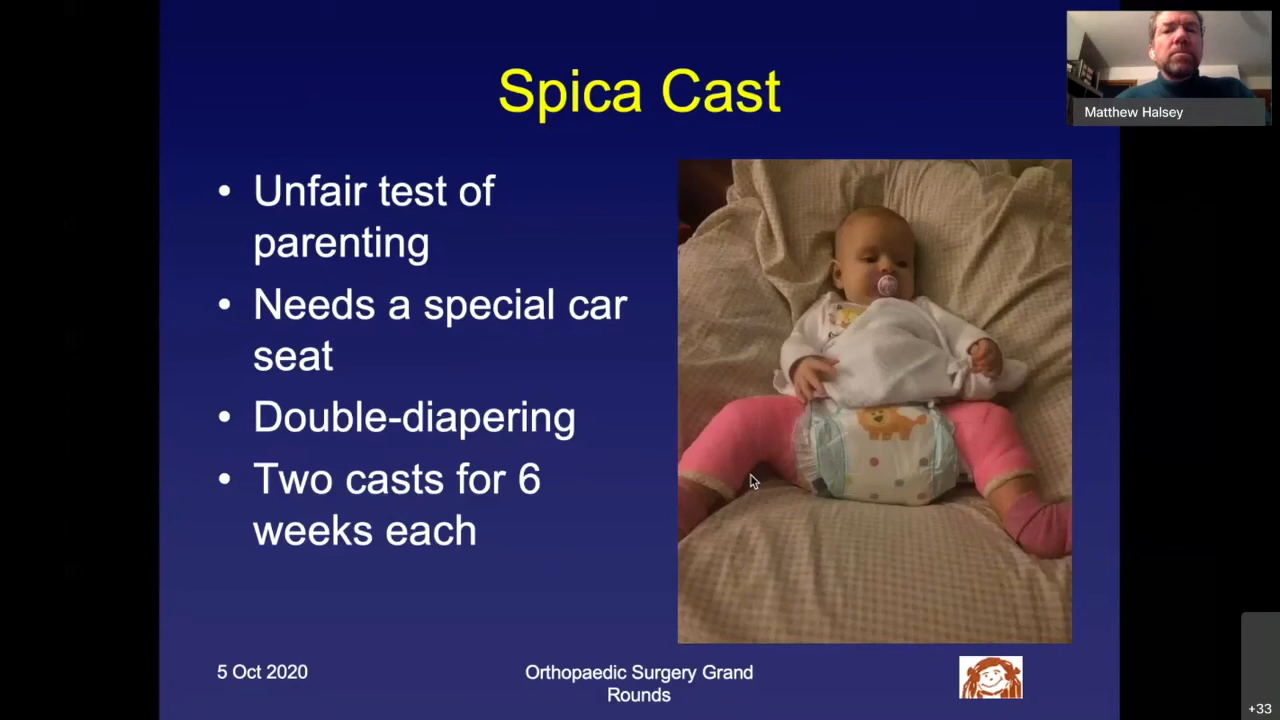 Spica Cast
Matthew Halsey
• Unfair test of
parenting
• Needs a special car
seat
• Double-diapering
• Two casts for 6
weeks each
5 Oct 2020
Orthopaedic Surgery Grand
Rounds
+33